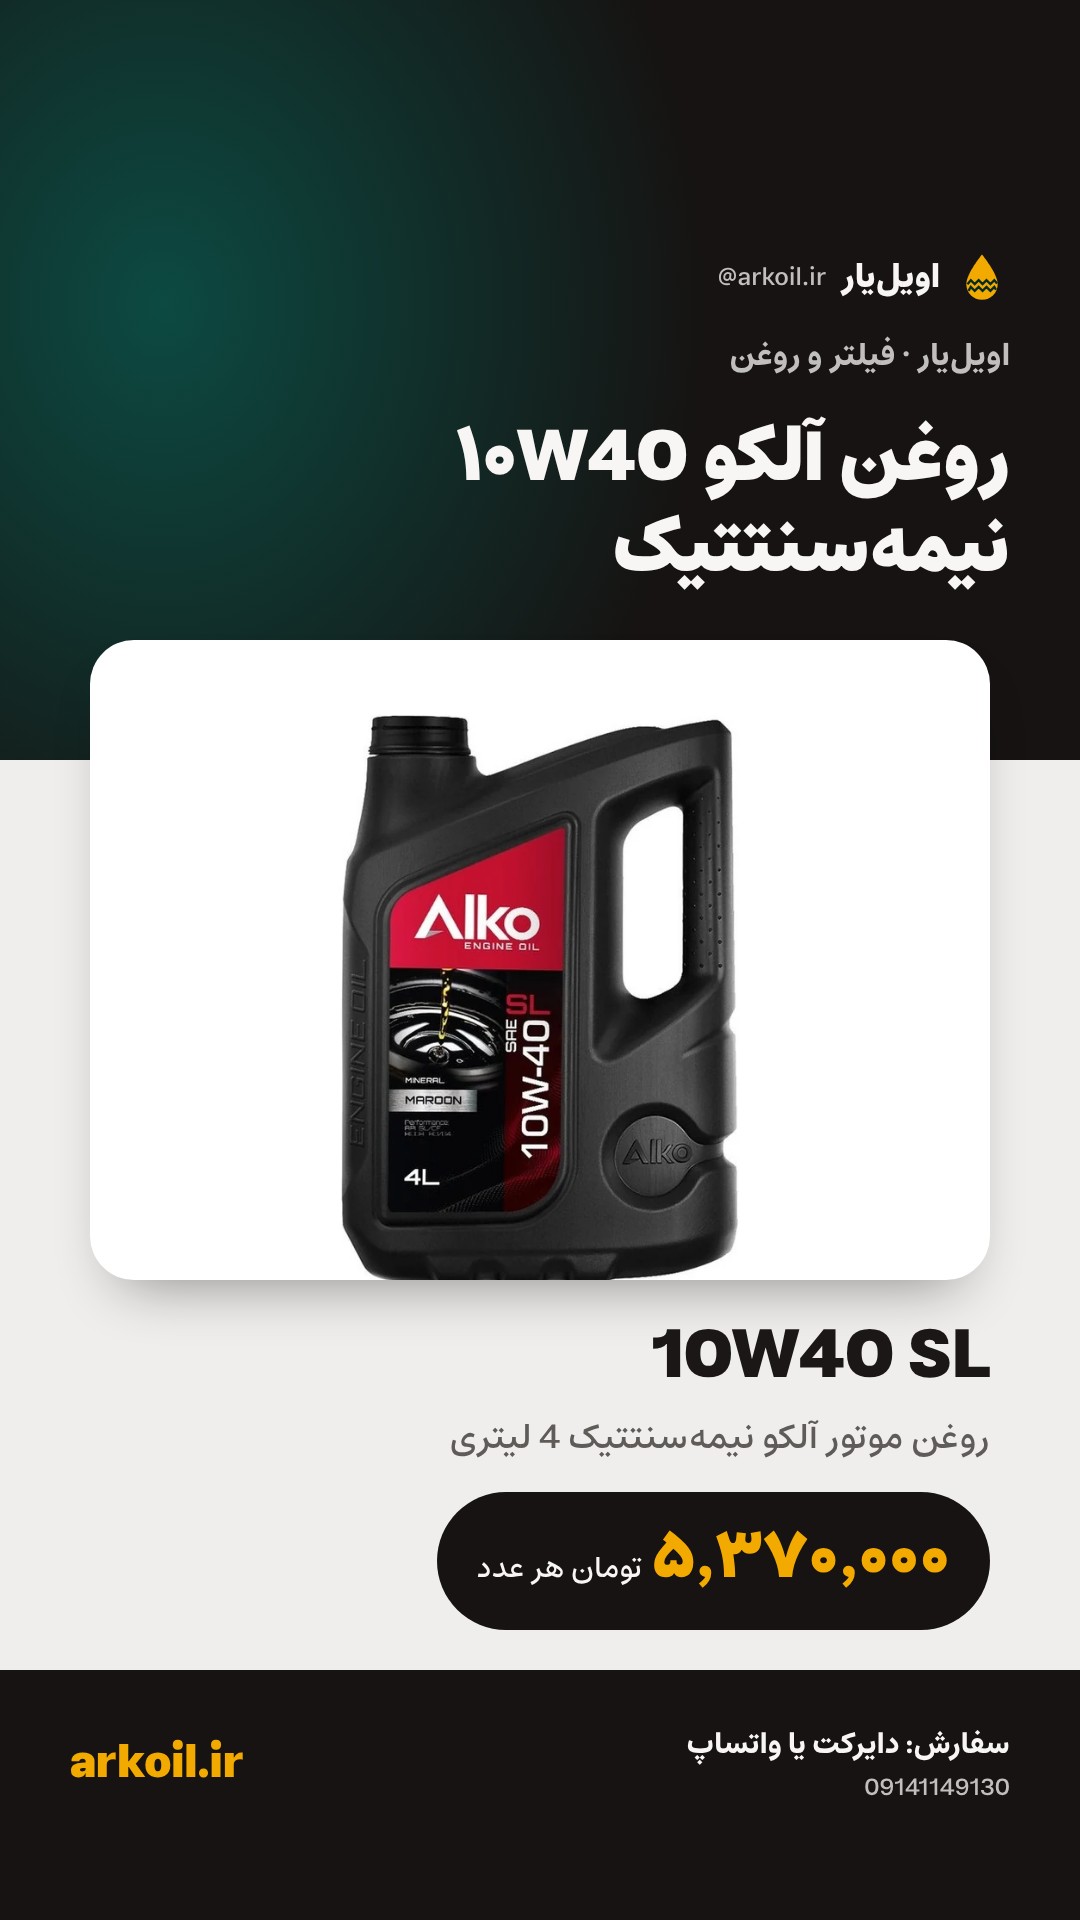 اویل‌یار @arkoil.ir
اویل‌یار · فیلتر و روغن
روغن آلکو ۱۰W40
نیمه‌سنتتیک
Alko
ENGINE OIL
ENGINE OIL
SL
SAE
10W-40
MINERAL
MAROON
Performance:
4L
Alko
10W40 SL
روغن موتور آلکو نیمه‌سنتتیک 4 لیتری
۵,۳۷۰,۰۰۰ تومان هر عدد
سفارش: دایرکت یا واتساپ
09141149130
arkoil.ir